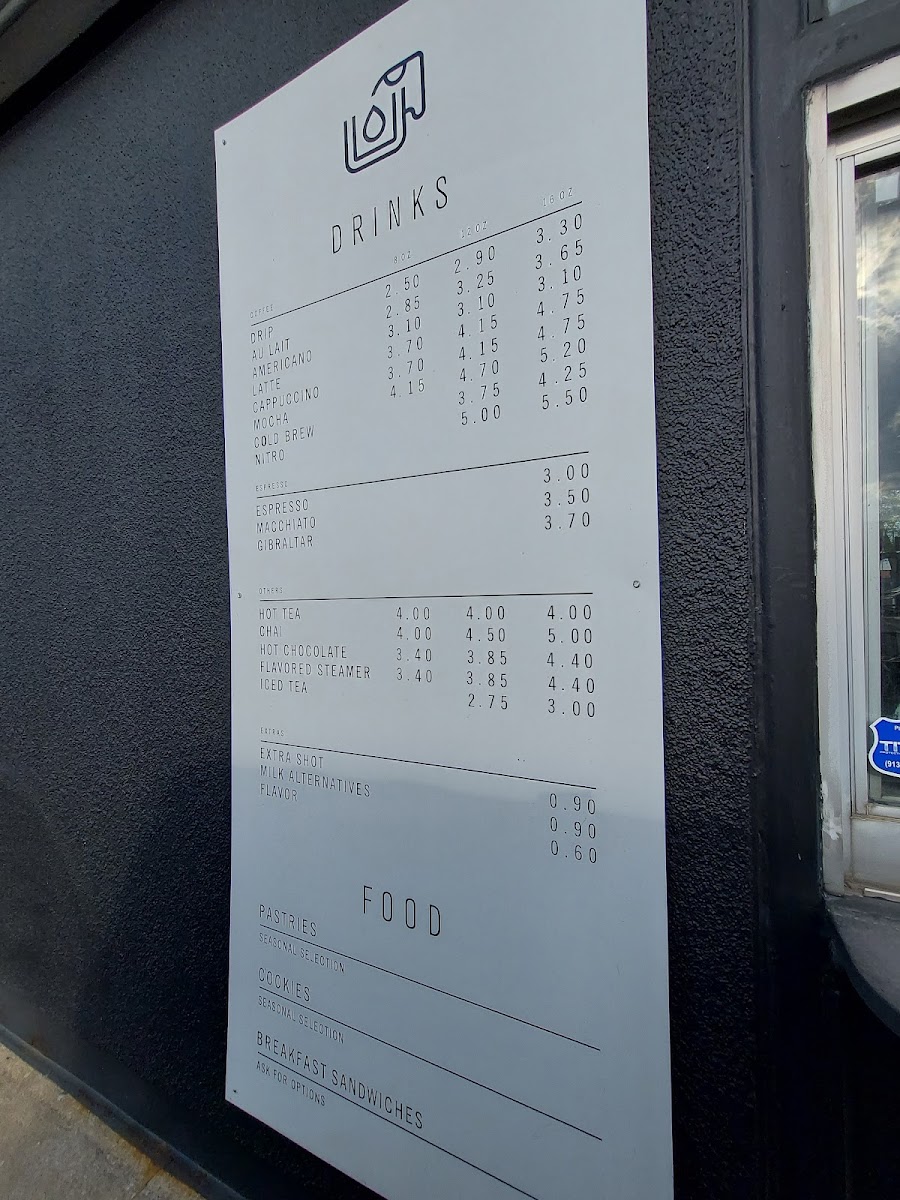 DRINKS
COFFEE 8 OZ 12 OZ 16 OZ
DRIP 2.50 2.90 3.30
AU LAIT 2.85 3.25 3.65
AMERICANO 3.10 3.10 3.10
LATTE 3.70 4.15 4.75
CAPPUCCINO 3.70 4.15 4.75
MOCHA 4.15 4.70 5.20
COLD BREW 3.75 4.25
NITRO 5.00 5.50
ESPRESSO
ESPRESSO 3.00
MACCHIATO 3.50
GIBRALTAR 3.70
OTHERS
HOT TEA 4.00 4.00 4.00
CHAI 4.00 4.50 5.00
HOT CHOCOLATE 3.40 3.85 4.40
FLAVORED STEAMER 3.40 3.85 4.40
ICED TEA 2.75 3.00
EXTRAS
EXTRA SHOT 0.90
MILK ALTERNATIVES 0.90
FLAVOR 0.60
FOOD
PASTRIES
SEASONAL SELECTION
COOKIES
SEASONAL SELECTION
BREAKFAST SANDWICHES
ASK FOR OPTIONS
(913